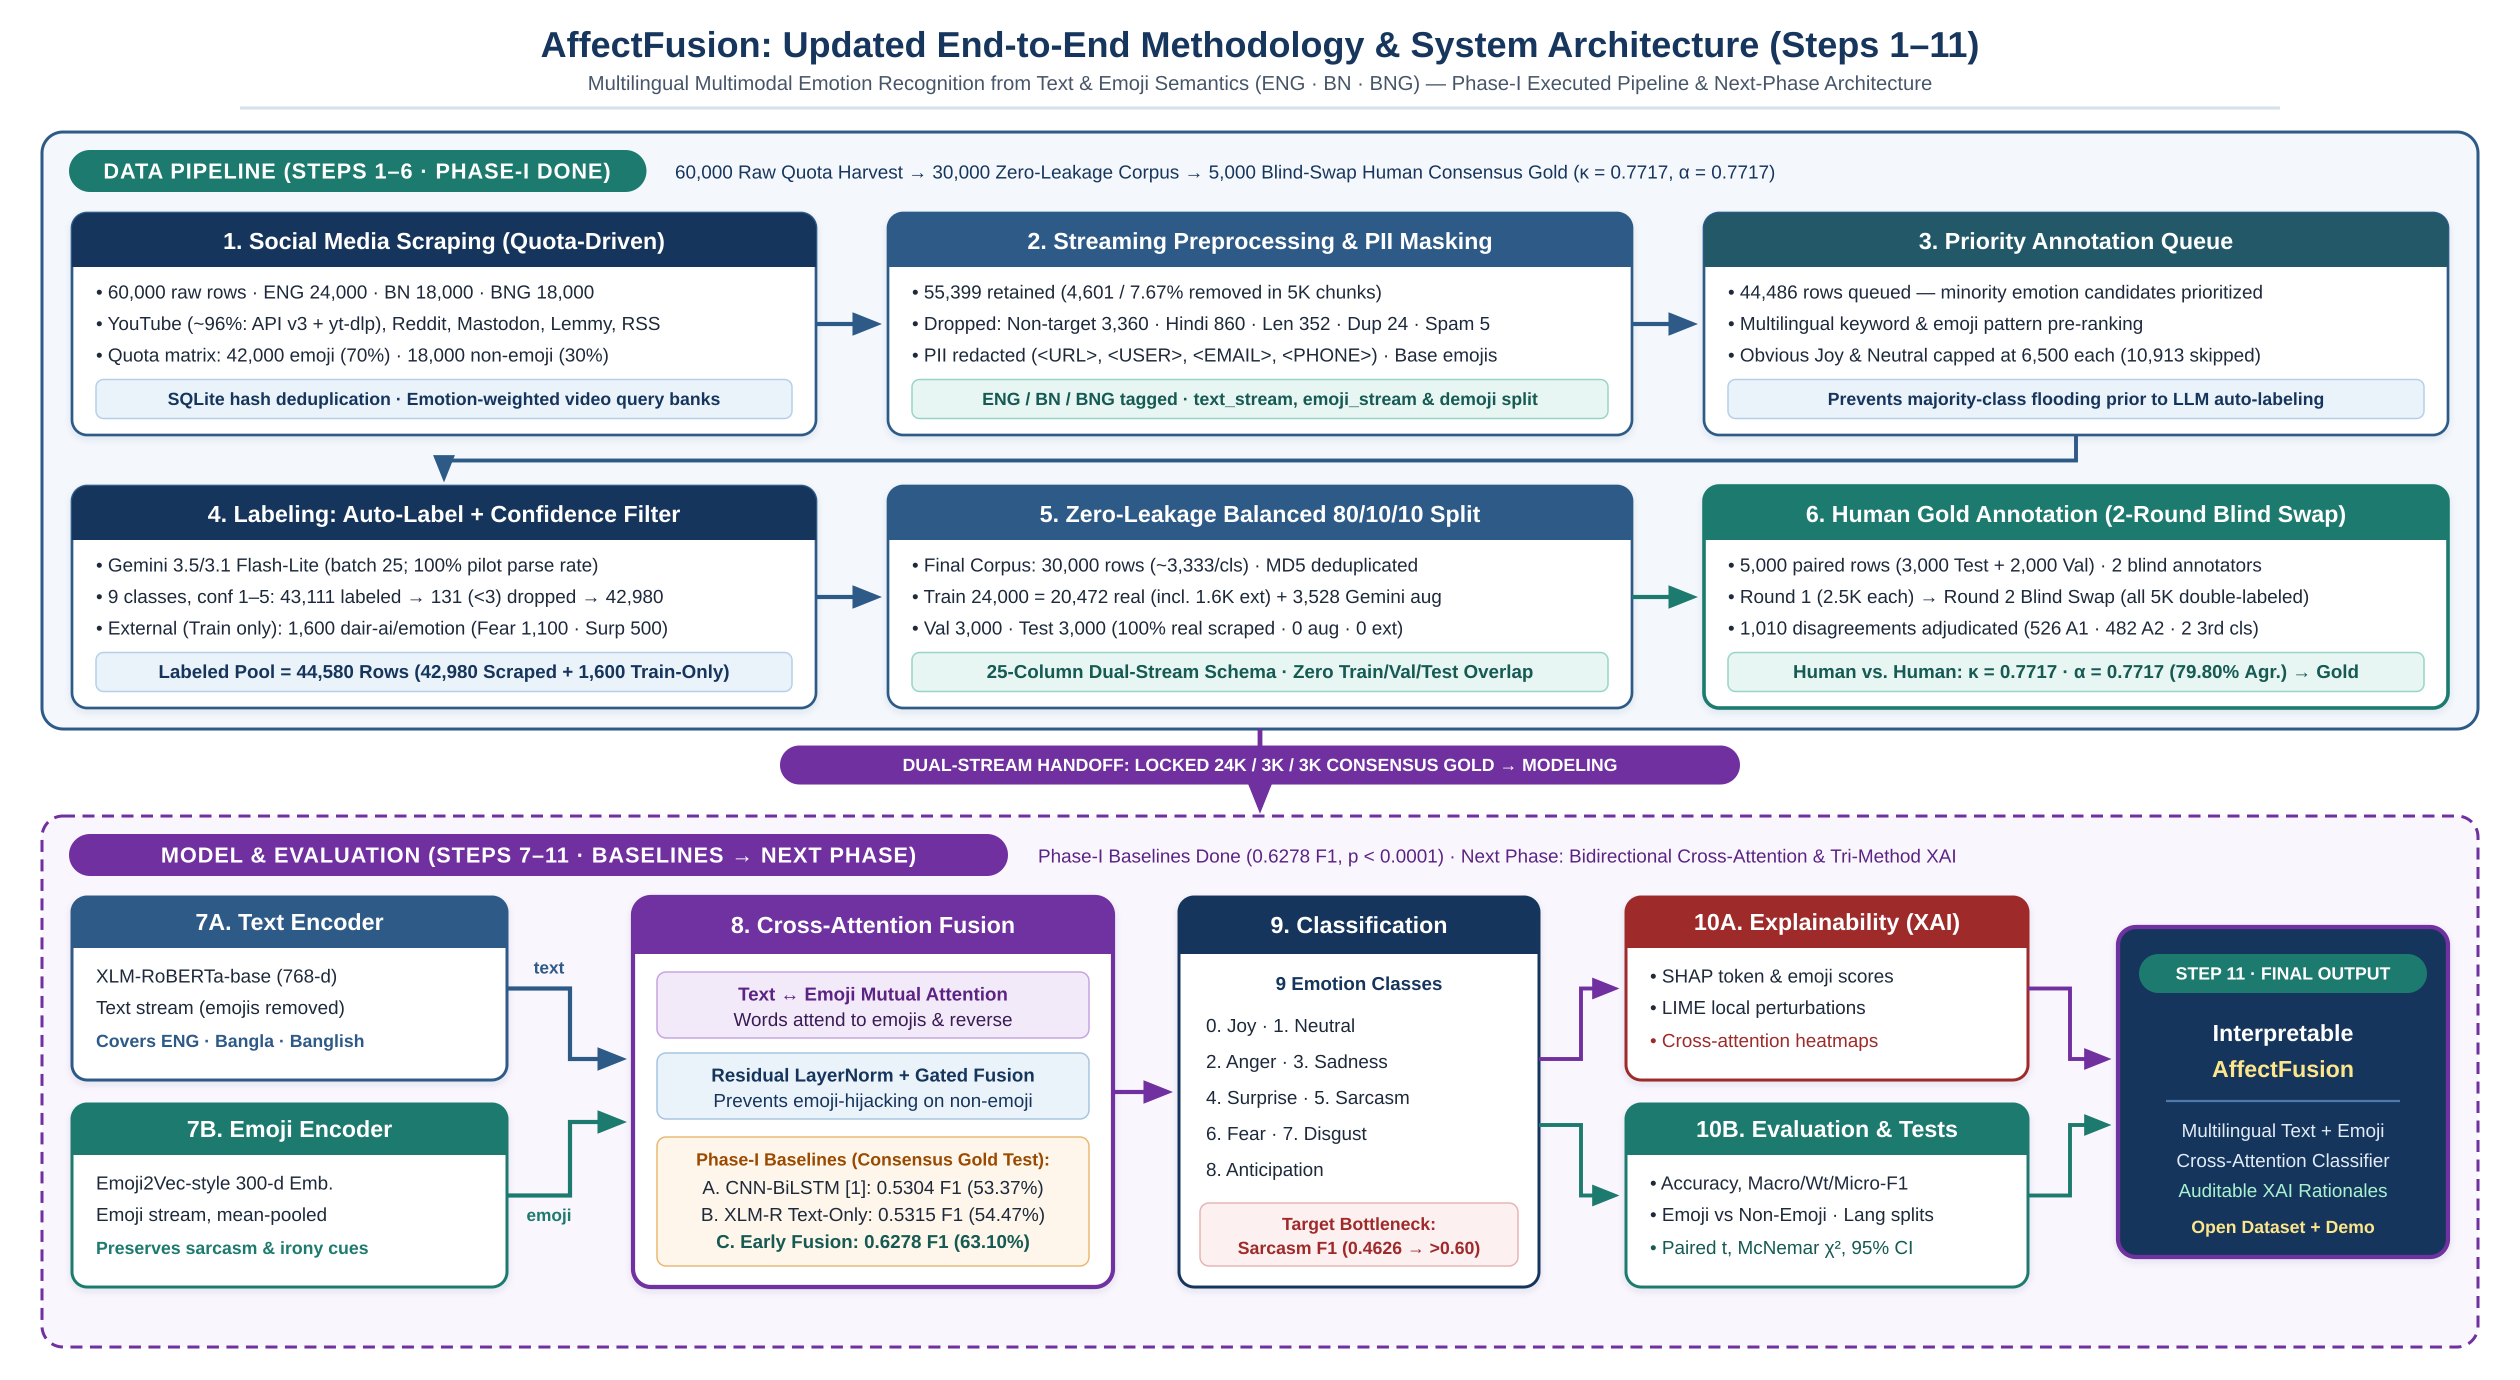 AffectFusion: Updated End-to-End Methodology & System Architecture (Steps 1–11)
Multilingual Multimodal Emotion Recognition from Text & Emoji Semantics (ENG · BN · BNG) — Phase-I Executed Pipeline & Next-Phase Architecture
DATA PIPELINE (STEPS 1–6 · PHASE-I DONE)
60,000 Raw Quota Harvest → 30,000 Zero-Leakage Corpus → 5,000 Blind-Swap Human Consensus Gold (κ = 0.7717, α = 0.7717)
1. Social Media Scraping (Quota-Driven)
• 60,000 raw rows · ENG 24,000 · BN 18,000 · BNG 18,000
• YouTube (~96%: API v3 + yt-dlp), Reddit, Mastodon, Lemmy, RSS
• Quota matrix: 42,000 emoji (70%) · 18,000 non-emoji (30%)
SQLite hash deduplication · Emotion-weighted video query banks
2. Streaming Preprocessing & PII Masking
• 55,399 retained (4,601 / 7.67% removed in 5K chunks)
• Dropped: Non-target 3,360 · Hindi 860 · Len 352 · Dup 24 · Spam 5
• PII redacted (<URL>, <USER>, <EMAIL>, <PHONE>) · Base emojis
ENG / BN / BNG tagged · text_stream, emoji_stream & demoji split
3. Priority Annotation Queue
• 44,486 rows queued — minority emotion candidates prioritized
• Multilingual keyword & emoji pattern pre-ranking
• Obvious Joy & Neutral capped at 6,500 each (10,913 skipped)
Prevents majority-class flooding prior to LLM auto-labeling
4. Labeling: Auto-Label + Confidence Filter
• Gemini 3.5/3.1 Flash-Lite (batch 25; 100% pilot parse rate)
• 9 classes, conf 1–5: 43,111 labeled → 131 (<3) dropped → 42,980
• External (Train only): 1,600 dair-ai/emotion (Fear 1,100 · Surp 500)
Labeled Pool = 44,580 Rows (42,980 Scraped + 1,600 Train-Only)
5. Zero-Leakage Balanced 80/10/10 Split
• Final Corpus: 30,000 rows (~3,333/cls) · MD5 deduplicated
• Train 24,000 = 20,472 real (incl. 1.6K ext) + 3,528 Gemini aug
• Val 3,000 · Test 3,000 (100% real scraped · 0 aug · 0 ext)
25-Column Dual-Stream Schema · Zero Train/Val/Test Overlap
6. Human Gold Annotation (2-Round Blind Swap)
• 5,000 paired rows (3,000 Test + 2,000 Val) · 2 blind annotators
• Round 1 (2.5K each) → Round 2 Blind Swap (all 5K double-labeled)
• 1,010 disagreements adjudicated (526 A1 · 482 A2 · 2 3rd cls)
Human vs. Human: κ = 0.7717 · α = 0.7717 (79.80% Agr.) → Gold
DUAL-STREAM HANDOFF: LOCKED 24K / 3K / 3K CONSENSUS GOLD → MODELING
MODEL & EVALUATION (STEPS 7–11 · BASELINES → NEXT PHASE)
Phase-I Baselines Done (0.6278 F1, p < 0.0001) · Next Phase: Bidirectional Cross-Attention & Tri-Method XAI
7A. Text Encoder
XLM-RoBERTa-base (768-d)
Text stream (emojis removed)
Covers ENG · Bangla · Banglish
text
7B. Emoji Encoder
Emoji2Vec-style 300-d Emb.
Emoji stream, mean-pooled
Preserves sarcasm & irony cues
emoji
8. Cross-Attention Fusion
Text ↔ Emoji Mutual Attention
Words attend to emojis & reverse
Residual LayerNorm + Gated Fusion
Prevents emoji-hijacking on non-emoji
Phase-I Baselines (Consensus Gold Test):
A. CNN-BiLSTM [1]: 0.5304 F1 (53.37%)
B. XLM-R Text-Only: 0.5315 F1 (54.47%)
C. Early Fusion: 0.6278 F1 (63.10%)
9. Classification
9 Emotion Classes
0. Joy · 1. Neutral
2. Anger · 3. Sadness
4. Surprise · 5. Sarcasm
6. Fear · 7. Disgust
8. Anticipation
Target Bottleneck:
Sarcasm F1 (0.4626 → >0.60)
10A. Explainability (XAI)
• SHAP token & emoji scores
• LIME local perturbations
• Cross-attention heatmaps
10B. Evaluation & Tests
• Accuracy, Macro/Wt/Micro-F1
• Emoji vs Non-Emoji · Lang splits
• Paired t, McNemar χ², 95% CI
STEP 11 · FINAL OUTPUT
Interpretable
AffectFusion
Multilingual Text + Emoji
Cross-Attention Classifier
Auditable XAI Rationales
Open Dataset + Demo